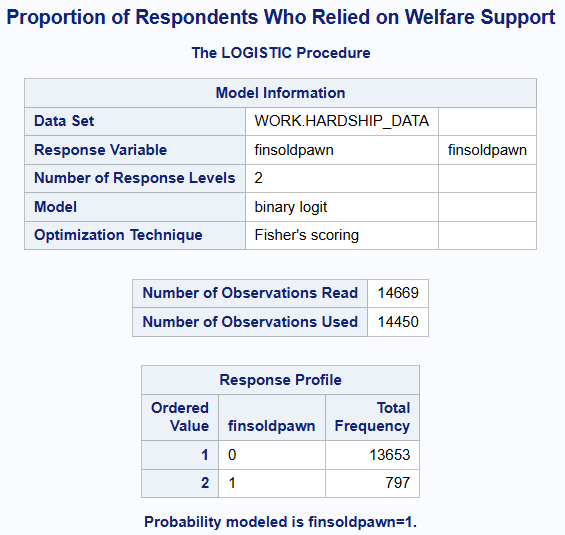 Proportion of Respondents Who Relied on Welfare Support
The LOGISTIC Procedure
Model Information
Data Set WORK.HARDSHIP_DATA
Response Variable finsoldpawn finsoldpawn
Number of Response Levels 2
Model binary logit
Optimization Technique Fisher's scoring
Number of Observations Read 14669
Number of Observations Used 14450
Response Profile
Ordered Value finsoldpawn Total Frequency
1 0 13653
2 1 797
Probability modeled is finsoldpawn=1.